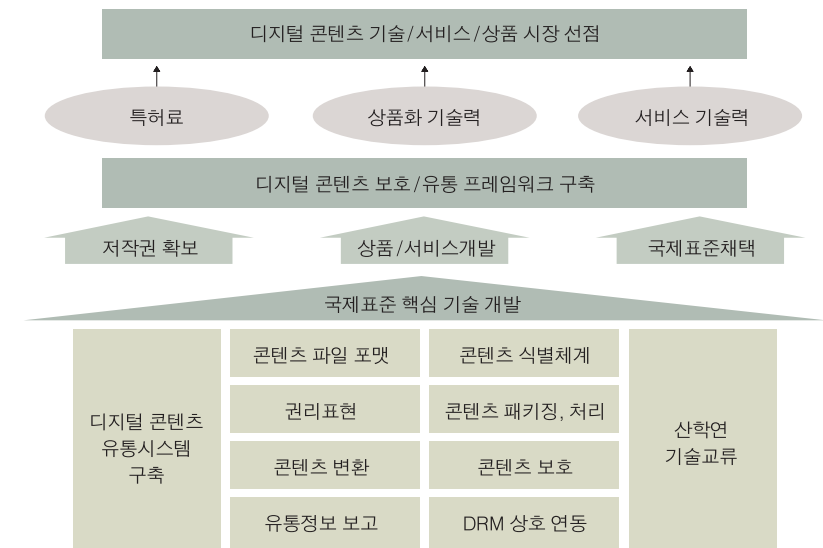 디지털 콘텐츠 기술/서비스/상품 시장 선점
특허료
상품화 기술력
서비스 기술력
디지털 콘텐츠 보호/유통 프레임워크 구축
저작권 확보
상품/서비스개발
국제표준채택
국제표준 핵심 기술 개발
디지털 콘텐츠
유통시스템
구축
콘텐츠 파일 포맷
콘텐츠 식별체계
권리표현
콘텐츠 패키징, 처리
콘텐츠 변환
콘텐츠 보호
유통정보 보고
DRM 상호 연동
산학연
기술교류